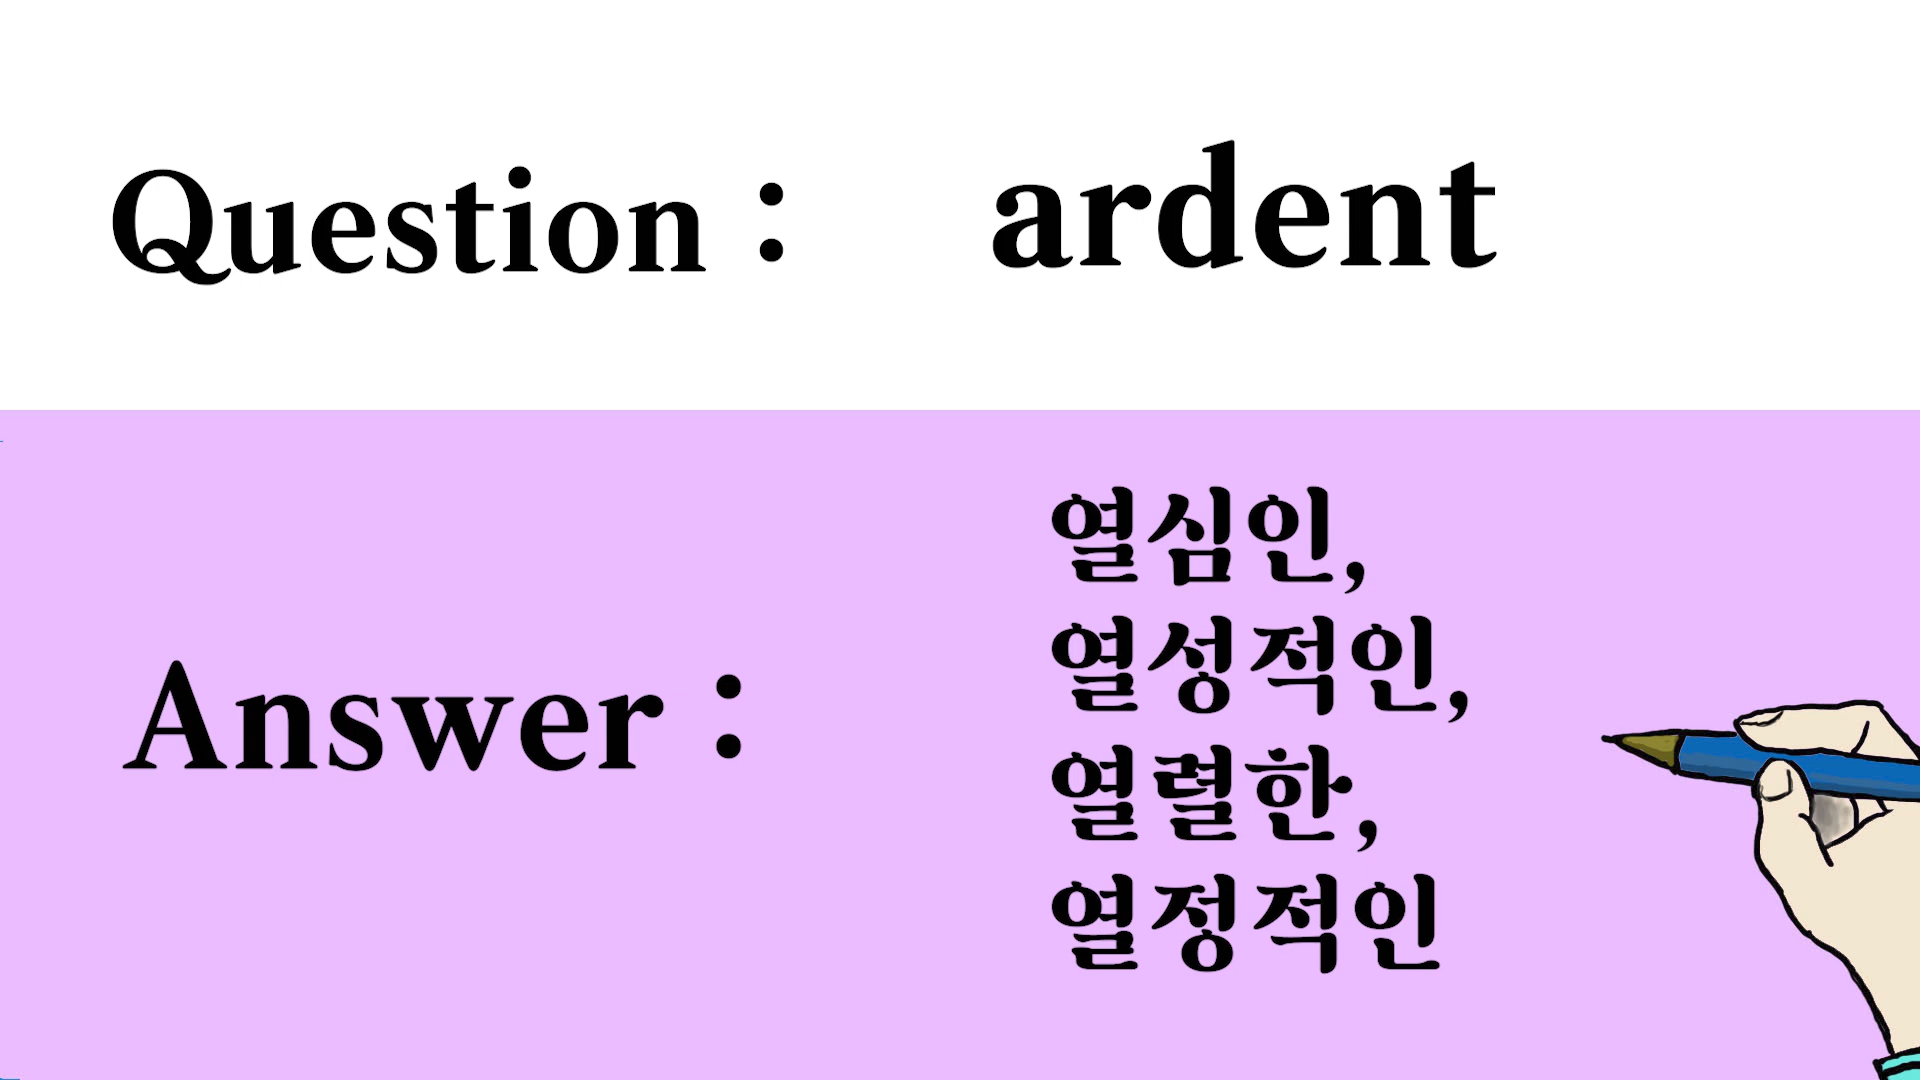 Question : ardent
Answer :
열심인,
열성적인,
열렬한,
열정적인